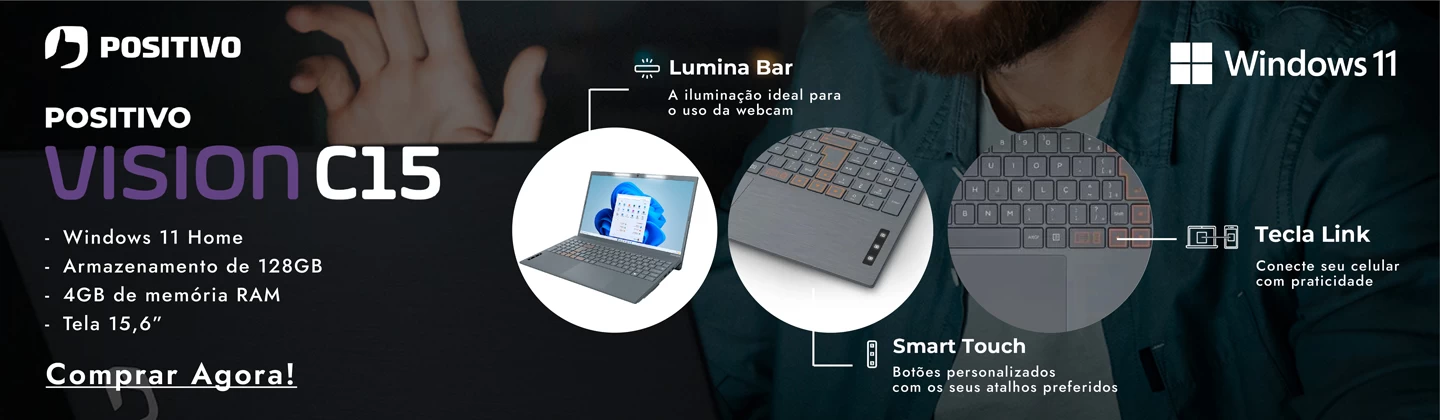 POSITIVO
POSITIVO
VISION C15
- Windows 11 Home
- Armazenamento de 128GB
- 4GB de memória RAM
- Tela 15,6”
Comprar Agora!
Lumina Bar
A iluminação ideal para
o uso da webcam
Smart Touch
Botões personalizados
com os seus atalhos preferidos
Windows 11
Tecla Link
Conecte seu celular
com praticidade